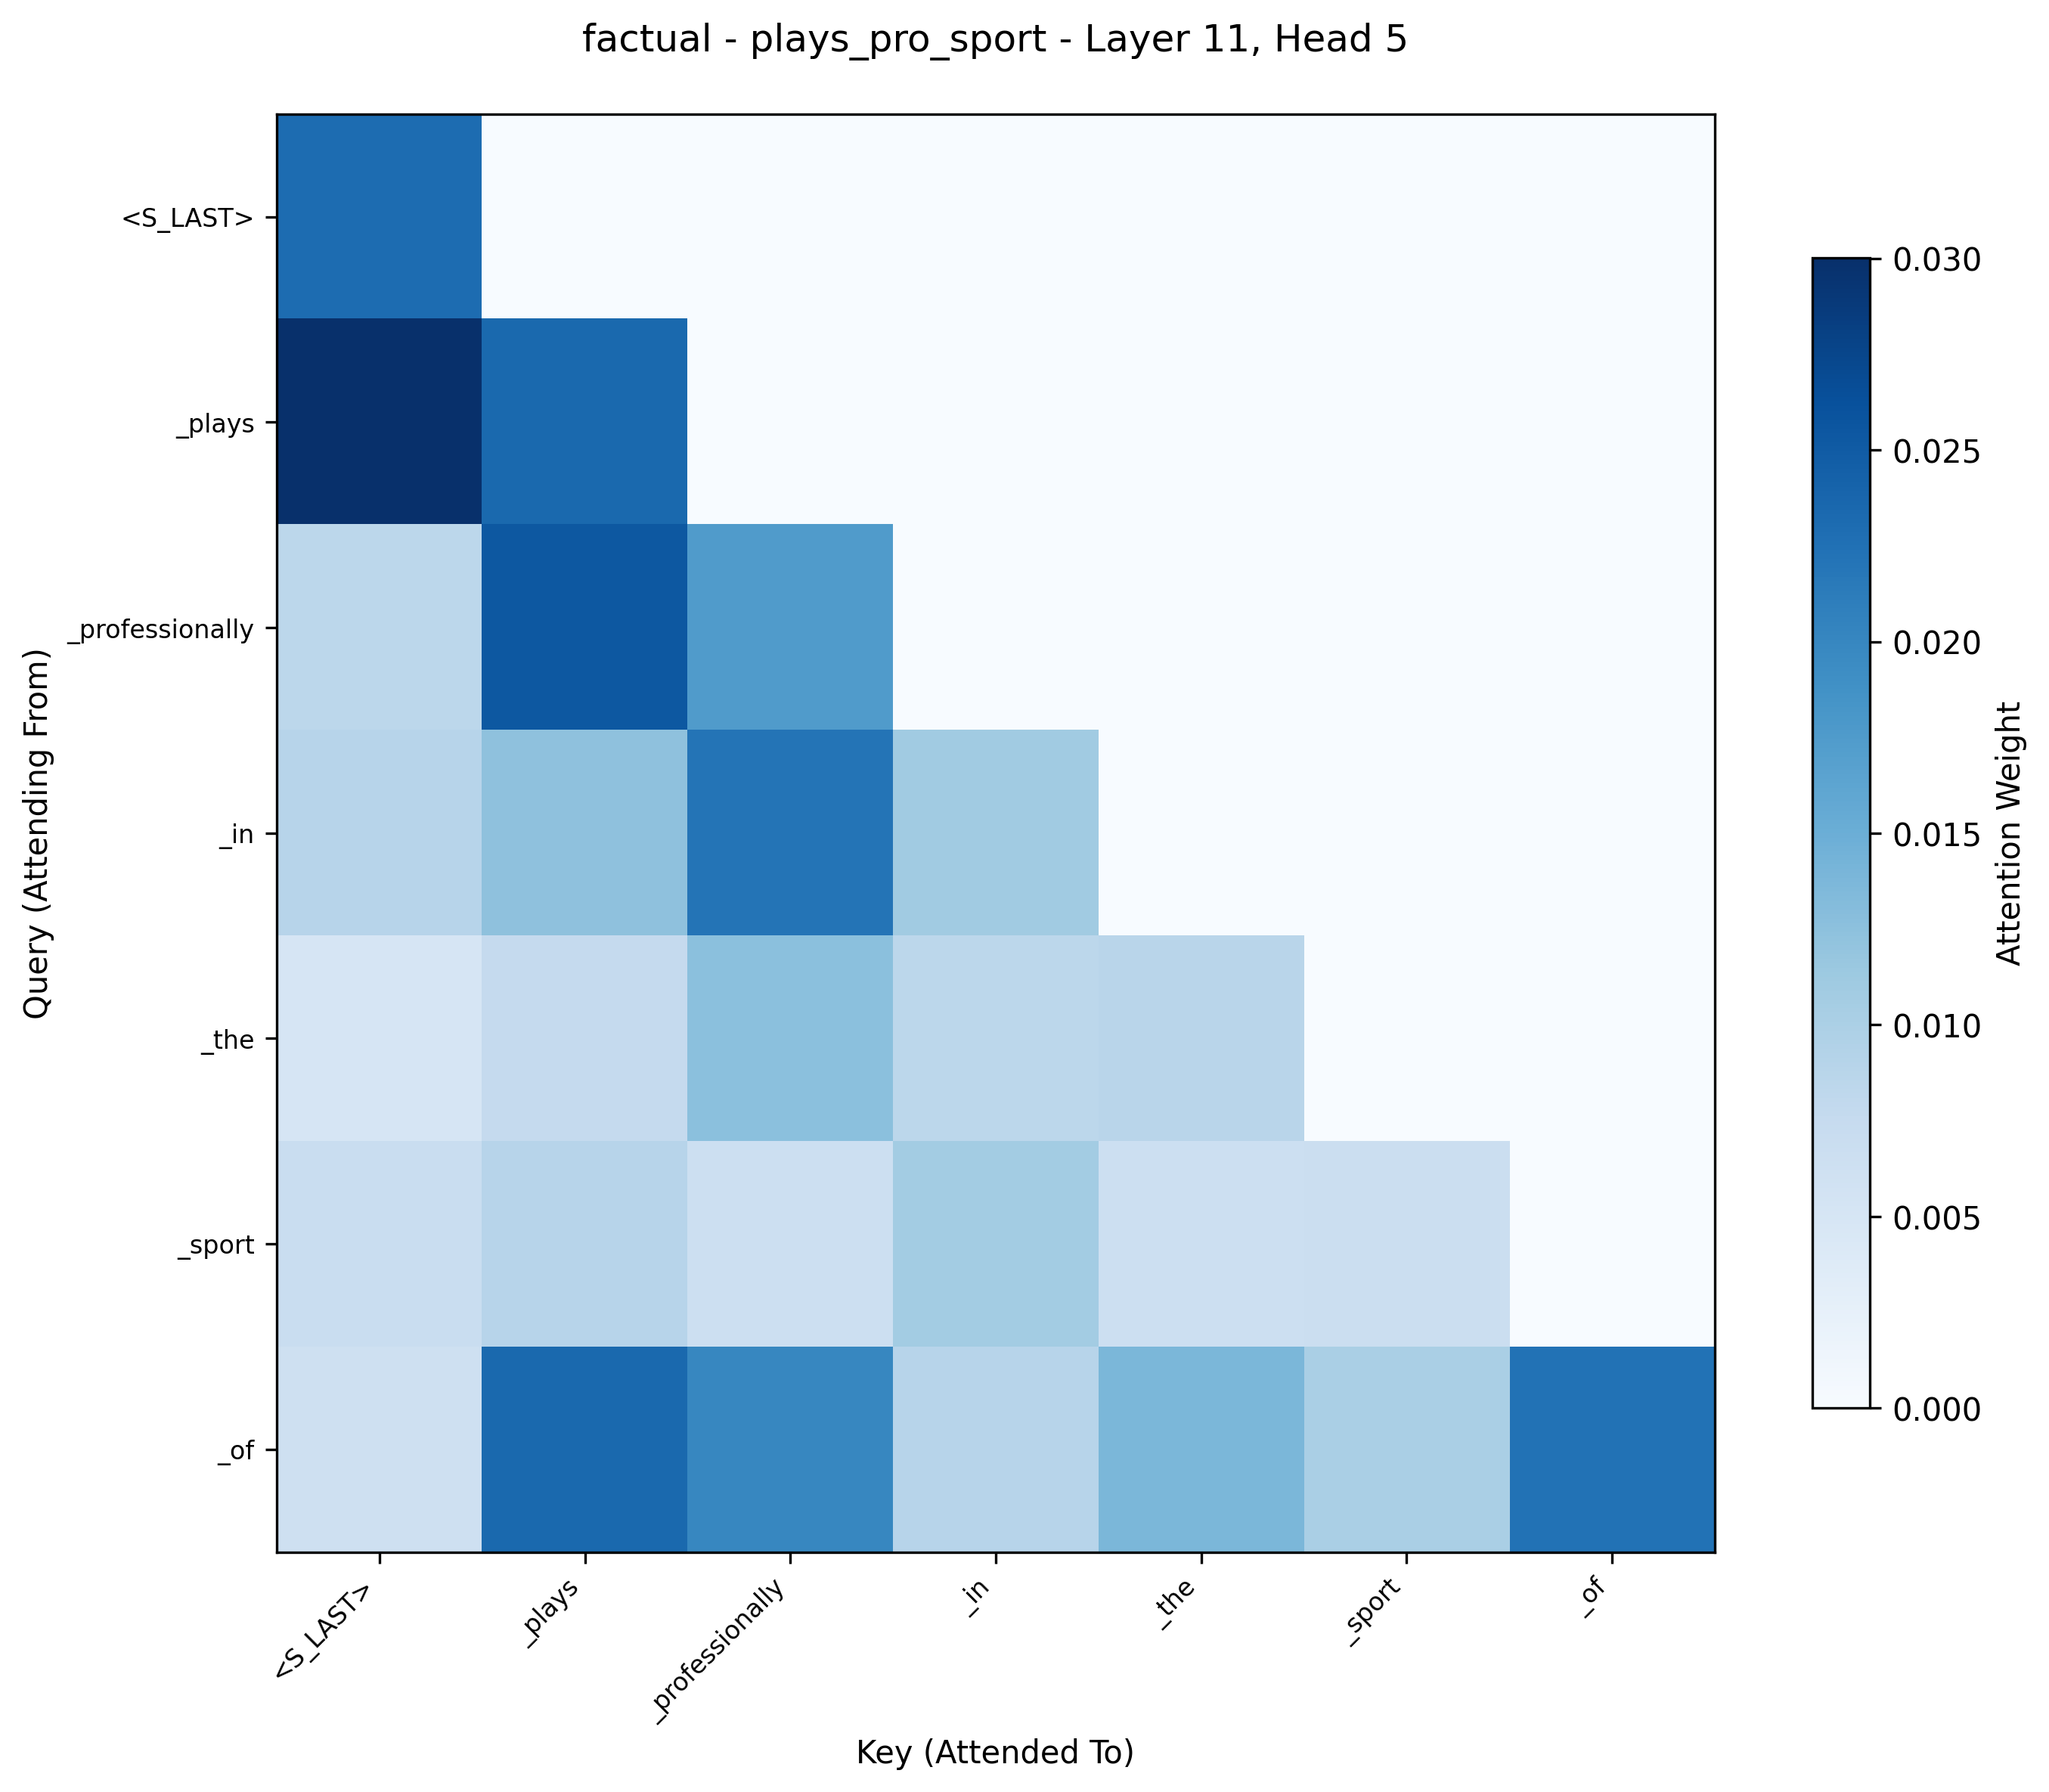 factual - plays_pro_sport - Layer 11, Head 5
<S_LAST>
_plays
_professionally
_in
_the
_sport
_of
Query (Attending From)
<S_LAST>
_plays
_professionally
_in
_the
_sport
_of
Key (Attended To)
0.030
0.025
0.020
0.015
0.010
0.005
0.000
Attention Weight